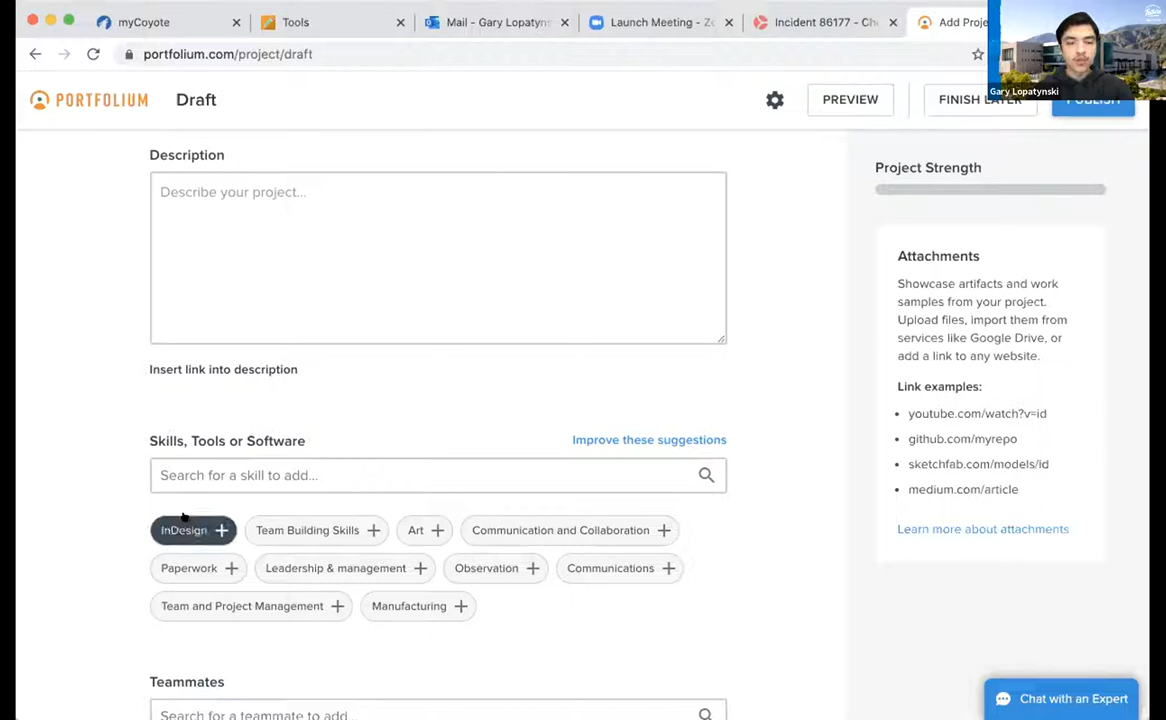 myCoyote
Tools
Mail - Gary Lopatyns
Launch Meeting - Zo
Incident 86177 - Che
Add Proje
portfolium.com/project/draft
Gary Lopatynski
PORTFOLIUM
Draft
PREVIEW
FINISH LATER
PUBLISH
Description
Describe your project...
Insert link into description
Project Strength
Attachments
Showcase artifacts and work
samples from your project.
Upload files, import them from
services like Google Drive, or
add a link to any website.
Link examples:
youtube.com/watch?v=id
github.com/myrepo
sketchfab.com/models/id
medium.com/article
Learn more about attachments
Skills, Tools or Software
Improve these suggestions
Search for a skill to add...
InDesign +
Team Building Skills +
Art +
Communication and Collaboration +
Paperwork +
Leadership & management +
Observation +
Communications +
Team and Project Management +
Manufacturing +
Teammates
Search for a teammate to add...
Chat with an Expert